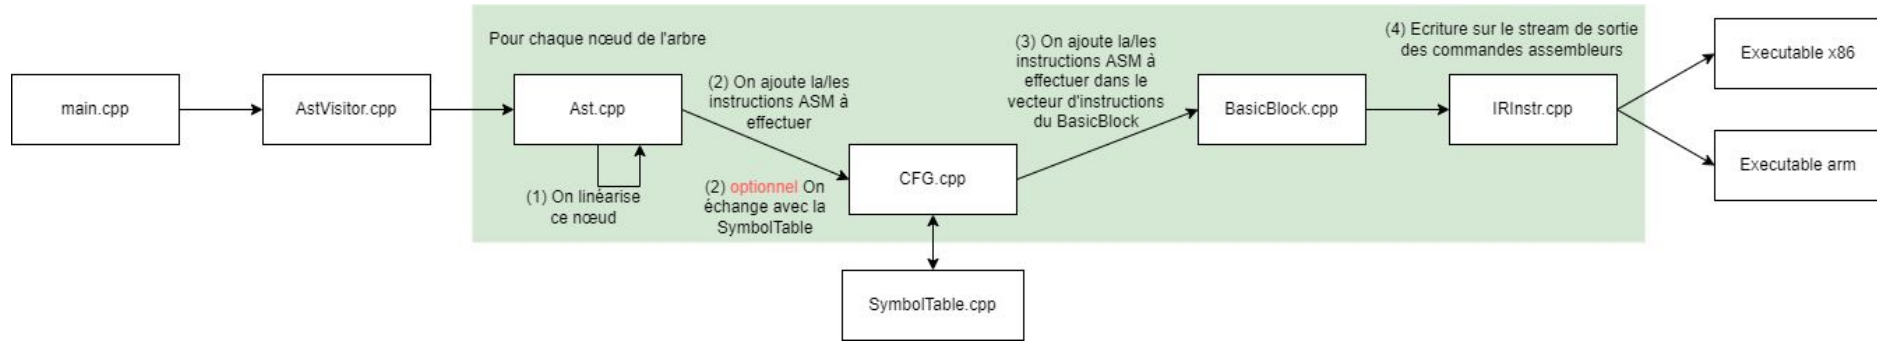 Pour chaque nœud de l'arbre
main.cpp
AstVisitor.cpp
Ast.cpp
(1) On linéarise
ce nœud
(2) On ajoute la/les
instructions ASM à
effectuer
(2) optionnel On
échange avec la
SymbolTable
CFG.cpp
SymbolTable.cpp
(3) On ajoute la/les
instructions ASM à
effectuer dans le
vecteur d'instructions
du BasicBlock
BasicBlock.cpp
(4) Ecriture sur le stream de sortie
des commandes assembleurs
IRInstr.cpp
Executable x86
Executable arm